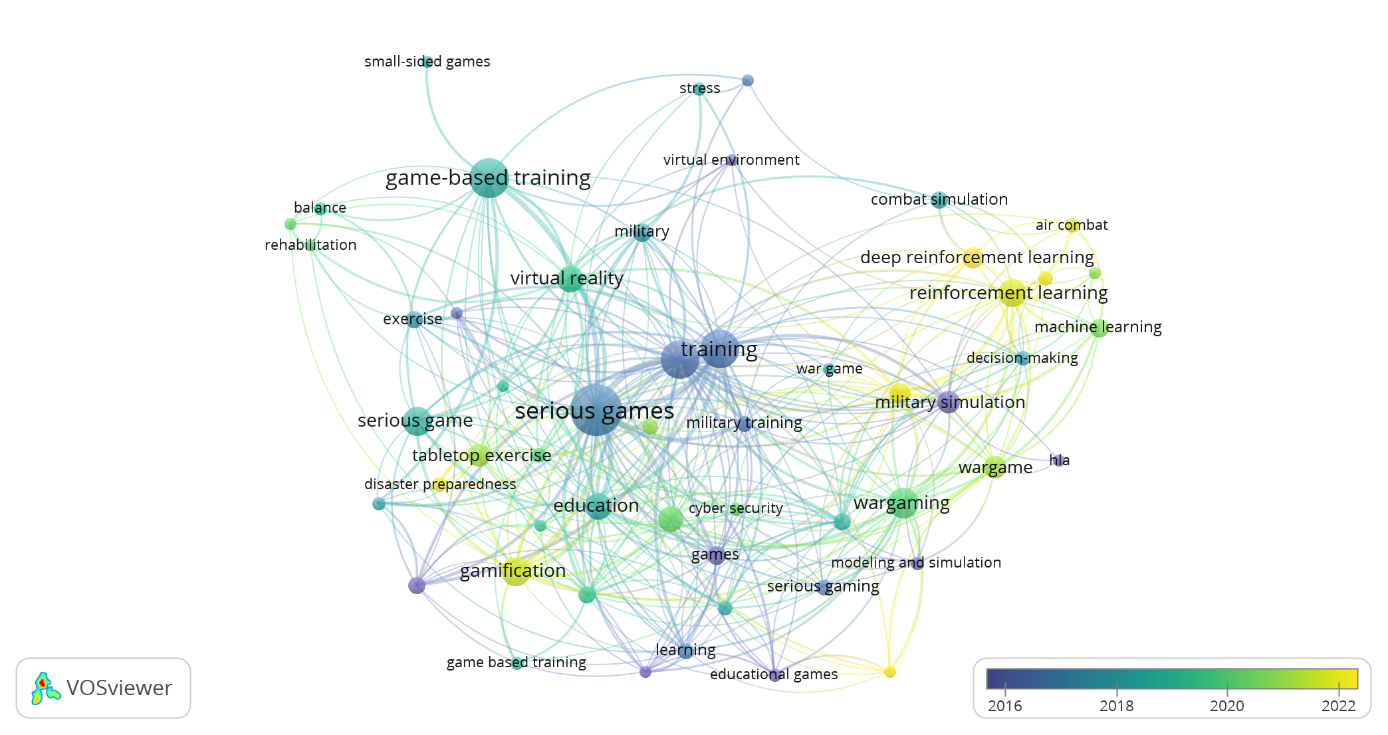 small-sided games
stress
virtual environment
game-based training
combat simulation
balance
air combat
military
rehabilitation
deep reinforcement learning
virtual reality
reinforcement learning
exercise
machine learning
training
decision-making
war game
military simulation
serious games
serious game
military training
tabletop exercise
hla
wargame
disaster preparedness
wargaming
education
cyber security
games
modeling and simulation
gamification
serious gaming
learning
game based training
educational games
VOSviewer
2016 2018 2020 2022